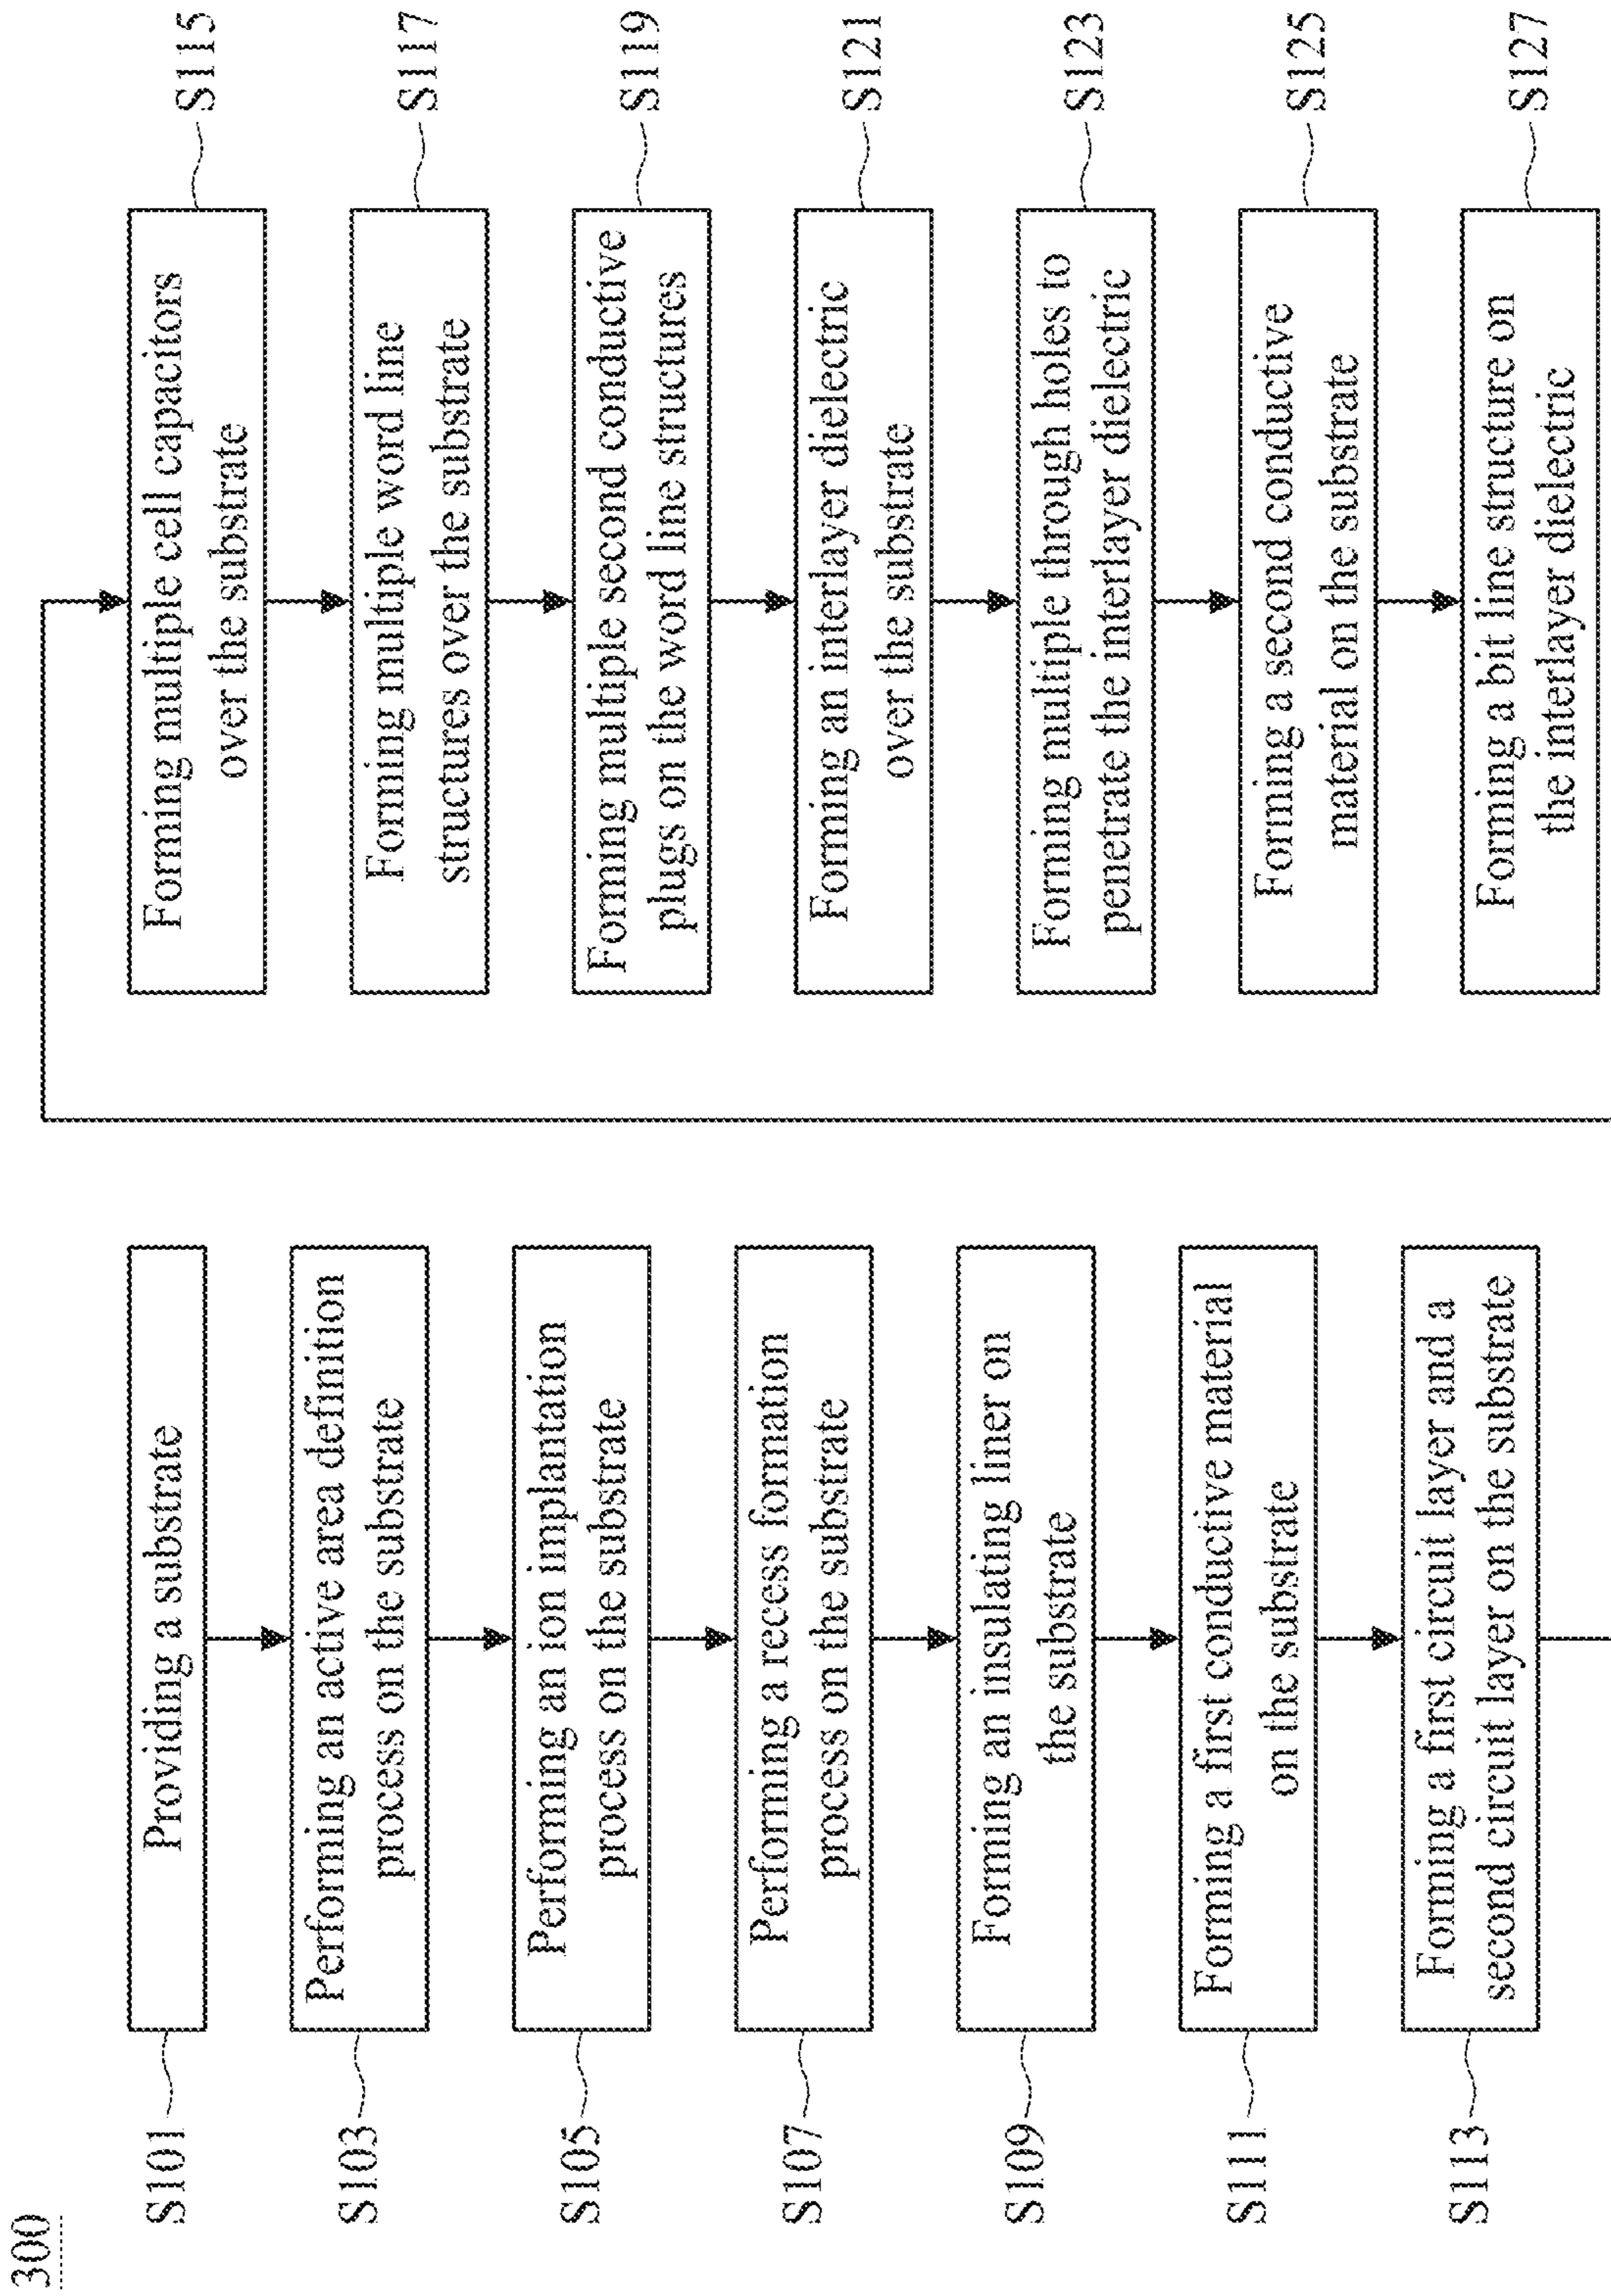 300
S101
Providing a substrate
S103
Performing an active area definition
process on the substrate
S105
Performing an ion implantation
process on the substrate
S107
Performing a recess formation
process on the substrate
S109
Forming an insulating liner on
the substrate
S111
Forming a first conductive material
on the substrate
S113
Forming a first circuit layer and a
second circuit layer on the substrate
Forming multiple cell capacitors
over the substrate
S115
Forming multiple word line
structures over the substrate
S117
Forming multiple second conductive
plugs on the word line structures
S119
Forming an interlayer dielectric
over the substrate
S121
Forming multiple through holes to
penetrate the interlayer dielectric
S123
Forming a second conductive
material on the substrate
S125
Forming a bit line structure on
the interlayer dielectric
S127